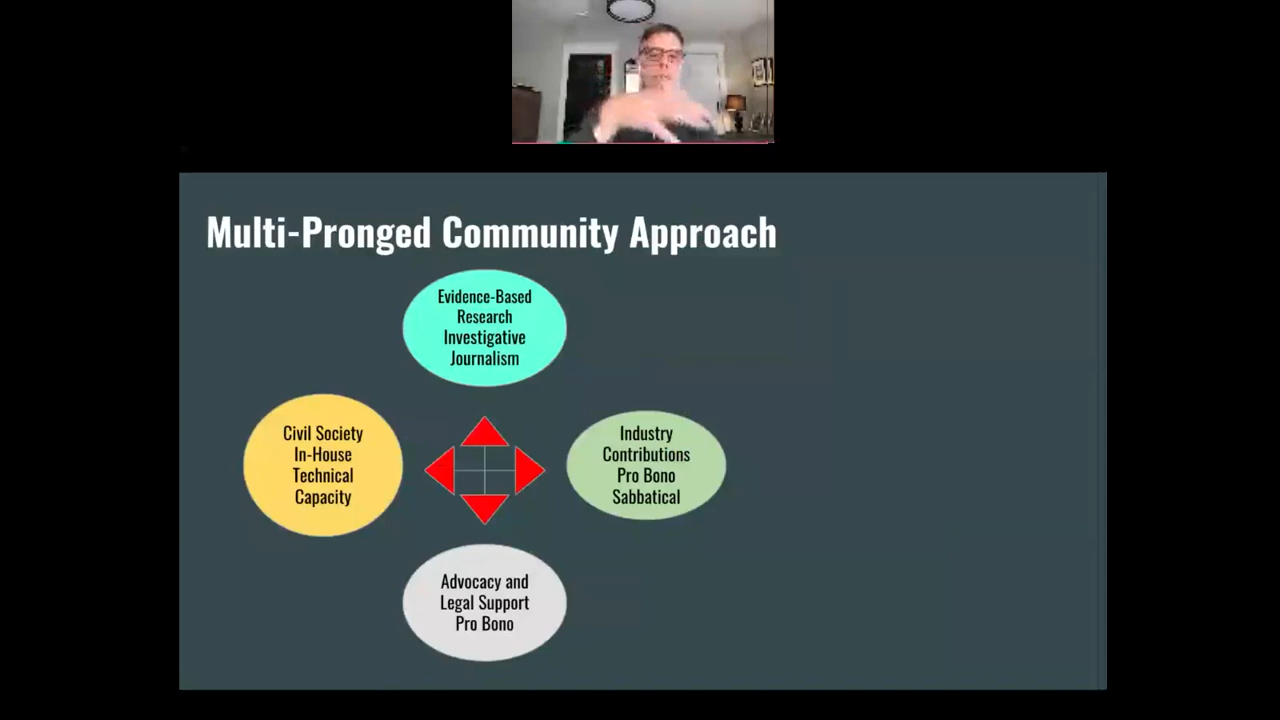 Multi-Pronged Community Approach
Evidence-Based
Research
Investigative
Journalism
Civil Society
In-House
Technical
Capacity
Industry
Contributions
Pro Bono
Sabbatical
Advocacy and
Legal Support
Pro Bono